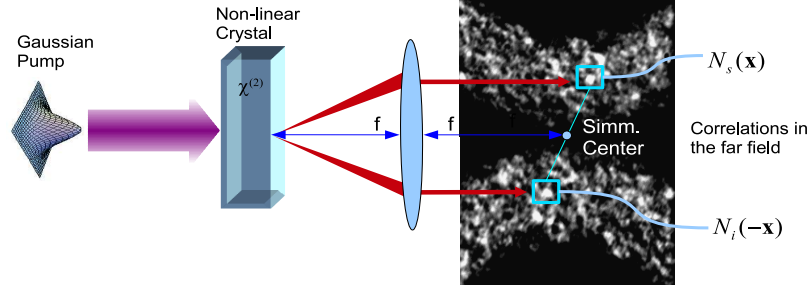 Gaussian
Pump
Non-linear
Crystal
χ(2)
f
f
f
Simm.
Center
Nₛ(x)
Correlations in
the far field
Nᵢ(-x)